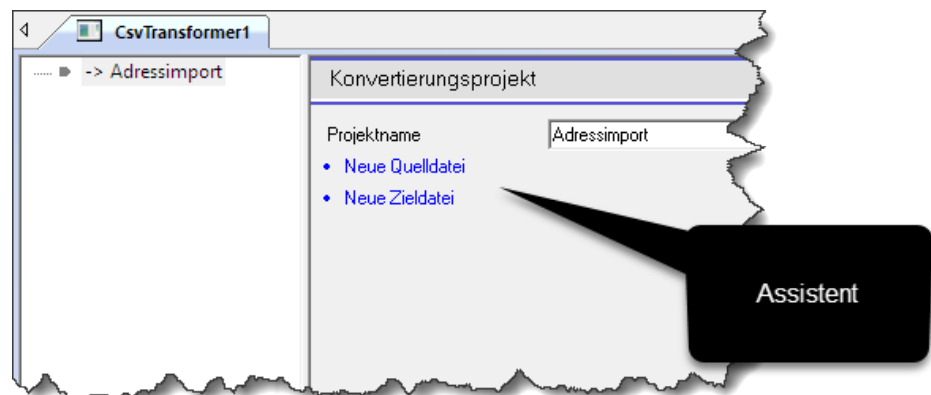 CsvTransformer1
-> Adressimport
Konvertierungsprojekt
Projektname
Adressimport
• Neue Quelldatei
• Neue Zieldatei
Assistent